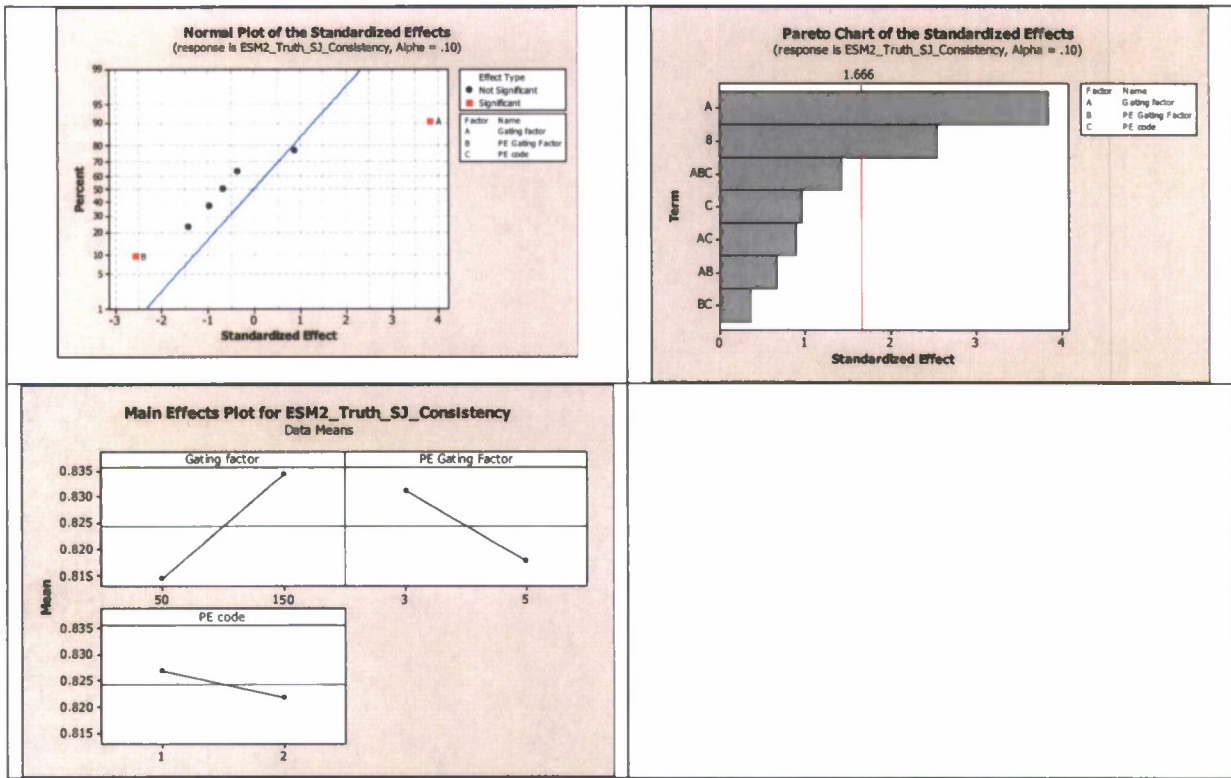 Normal Plot of the Standardized Effects
(response is ESM2_Truth_SJ_Consistency, Alpha = .10)
99
95
90
80
70
60
50
40
30
20
10
5
1
Percent
A
B
-3 -2 -1 0 1 2 3 4
Standardized Effect
Effect Type
Not Significant
Significant
Factor Name
A Gating factor
B PE Gating Factor
C PE code
Pareto Chart of the Standardized Effects
(response is ESM2_Truth_SJ_Consistency, Alpha = .10)
1.666
Term
A
B
ABC
C
AC
AB
BC
0 1 2 3 4
Standardized Effect
Factor Name
A Gating factor
B PE Gating Factor
C PE code
Main Effects Plot for ESM2_Truth_SJ_Consistency
Data Means
Gating factor PE Gating Factor
0.835
0.830
0.825
0.820
0.815
50 150 3 5
Mean
PE code
0.835
0.830
0.825
0.820
0.815
1 2